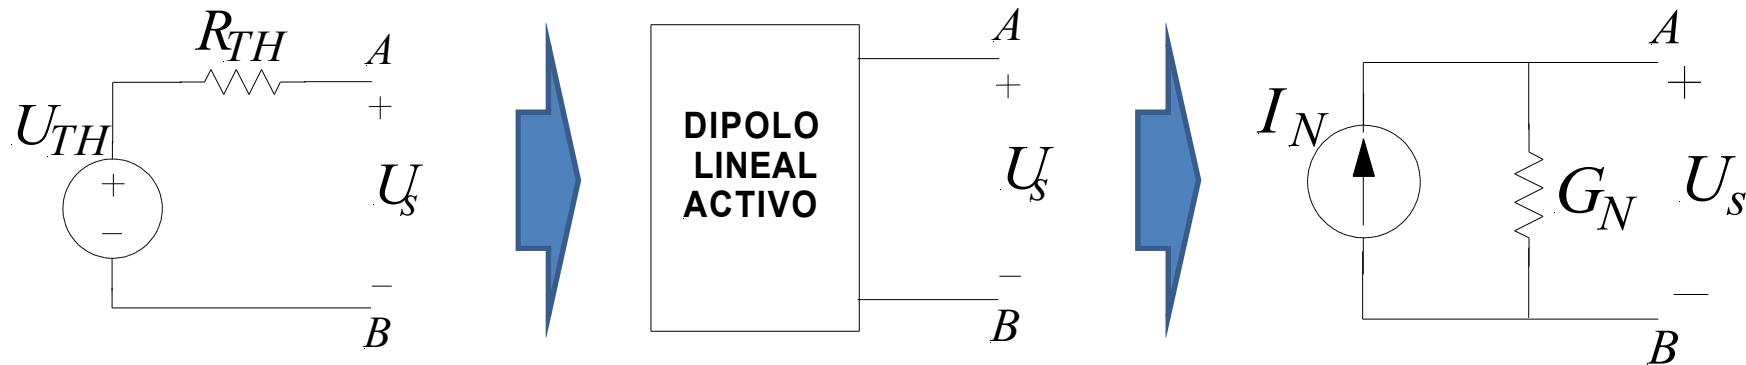 R_TH
A
+
U_TH
+
−
U_s
−
B
A
+
DIPOLO
LINEAL
ACTIVO
U_s
−
B
A
+
I_N
G_N
U_s
−
B